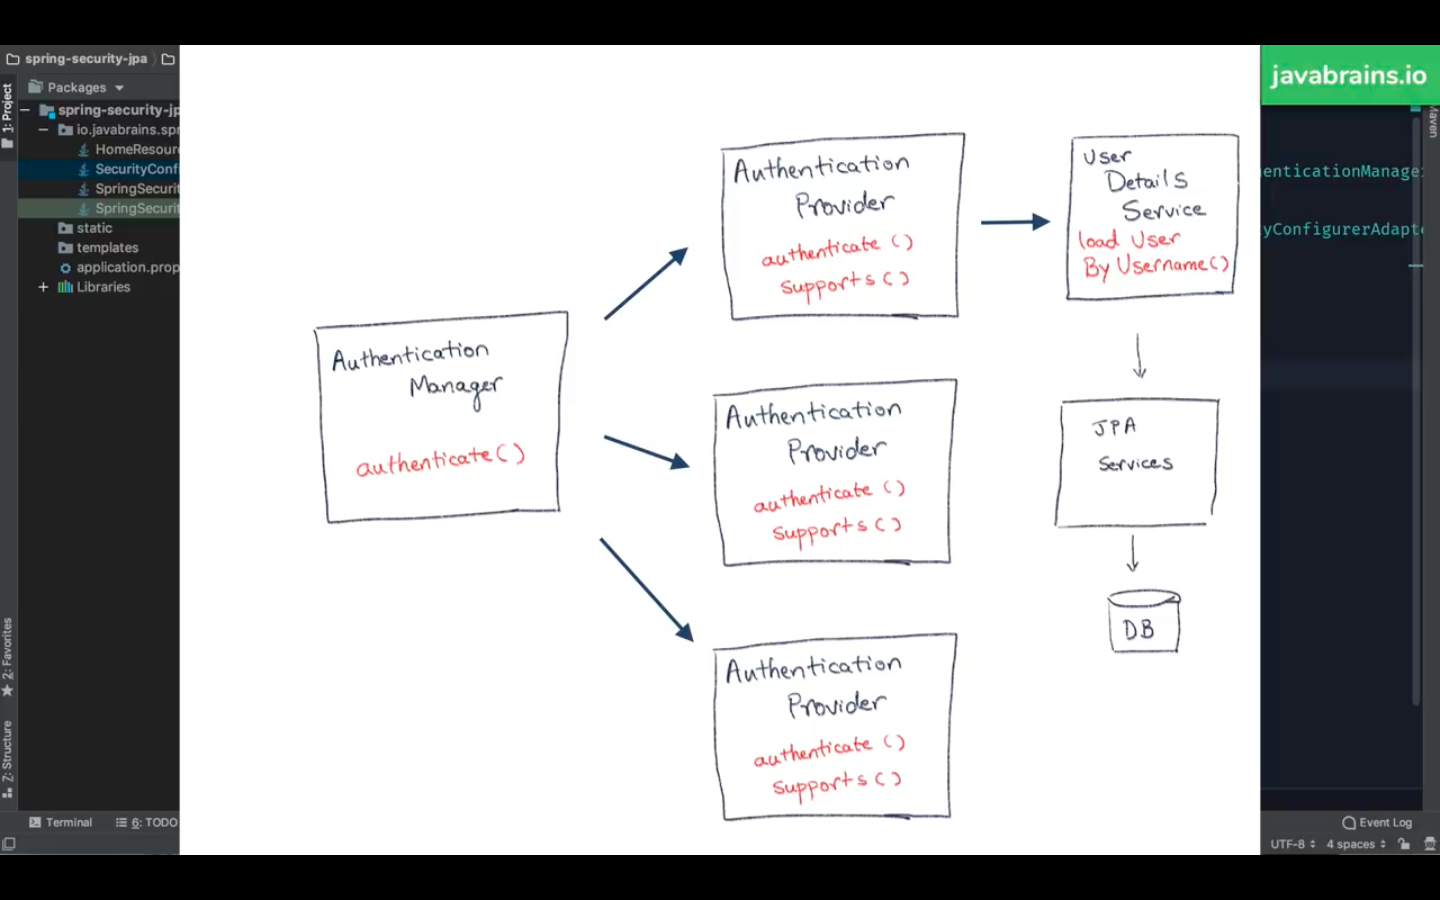 spring-security-jpa
javabrains.io
1: Project
Packages
spring-security-jp
io.javabrains.spr
HomeResour
SecurityConfi
SpringSecurit
SpringSecurit
static
templates
application.prop
Libraries
Authentication
Manager
authenticate()
Authentication
Provider
authenticate ()
supports()
Authentication
Provider
authenticate ()
supports()
Authentication
Provider
authenticate ()
supports()
User
Details
Service
load User
By Username()
JPA
Services
DB
Maven
enticationManage
yConfigurerAdapt
2: Favorites
Z: Structure
Terminal
6: TODO
Event Log
UTF-8
4 spaces